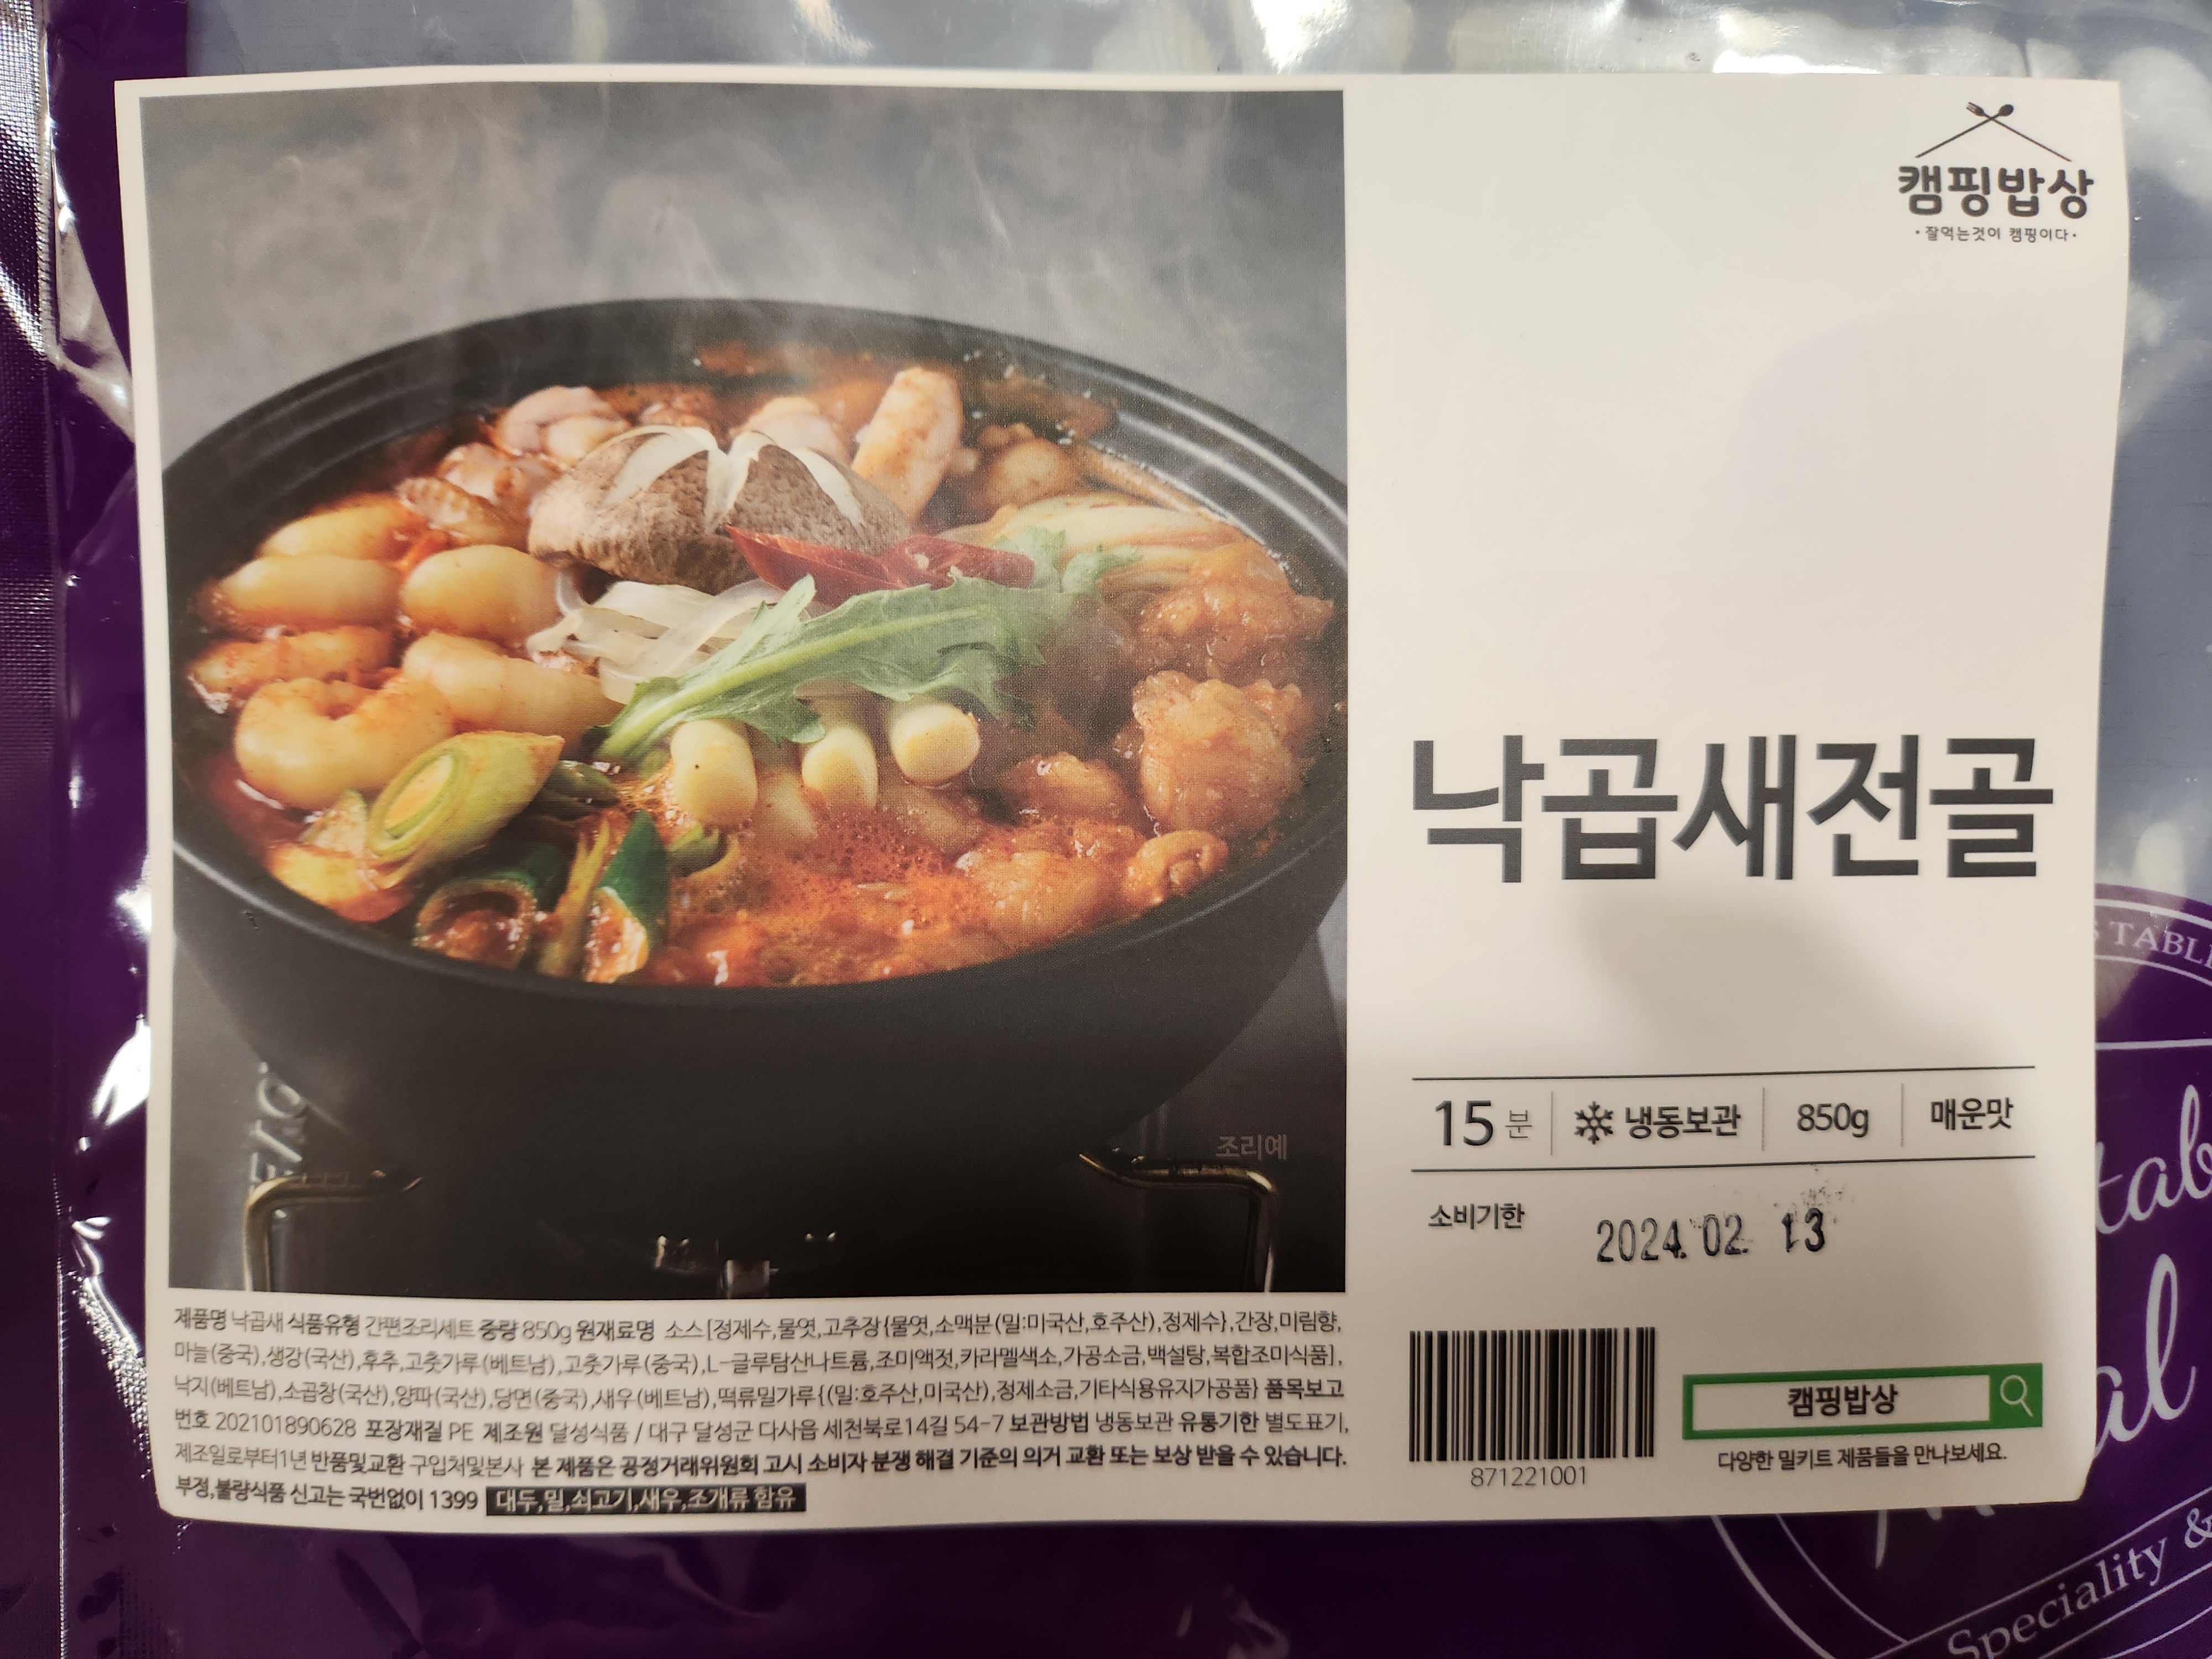 캠핑밥상
•잘먹는것이 캠핑이다•
낙곱새전골
조리예
15분
냉동보관
850g
매운맛
소비기한
2024.02. 13
제품명 낙곱새 식품유형 간편조리세트 중량 850g 원재료명 소스[정제수,물엿,고추장{물엿,소맥분(밀:미국산,호주산),정제수},간장,미림향,
마늘(중국),생강(국산),후추,고춧가루(베트남),고춧가루(중국),L-글루탐산나트륨,조미액젓,카라멜색소,가공소금,백설탕,복합조미식품],
낙지(베트남),소곱창(국산),양파(국산),당면(중국),새우(베트남),떡류밀가루{(밀:호주산,미국산),정제소금,기타식용유지가공품} 품목보고
번호 202101890628 포장재질 PE 제조원 달성식품 / 대구 달성군 다사읍 세천북로14길 54-7 보관방법 냉동보관 유통기한 별도표기,
제조일로부터1년 반품및교환 구입처및본사 본 제품은 공정거래위원회 고시 소비자 분쟁 해결 기준의 의거 교환 또는 보상 받을 수 있습니다.
부정,불량식품 신고는 국번없이 1399 대두,밀,쇠고기,새우,조개류 함유
871221001
캠핑밥상
다양한 밀키트 제품들을 만나보세요.
Speciality &